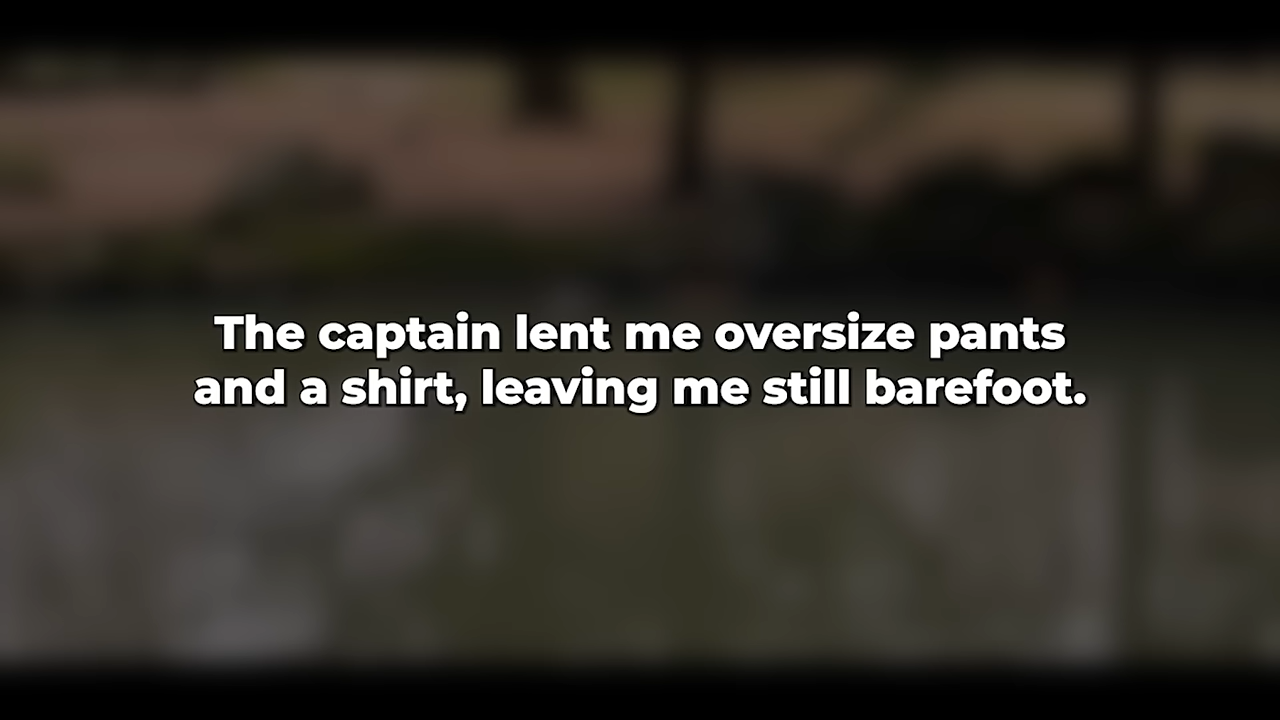 The captain lent me oversize pants
and a shirt, leaving me still barefoot.